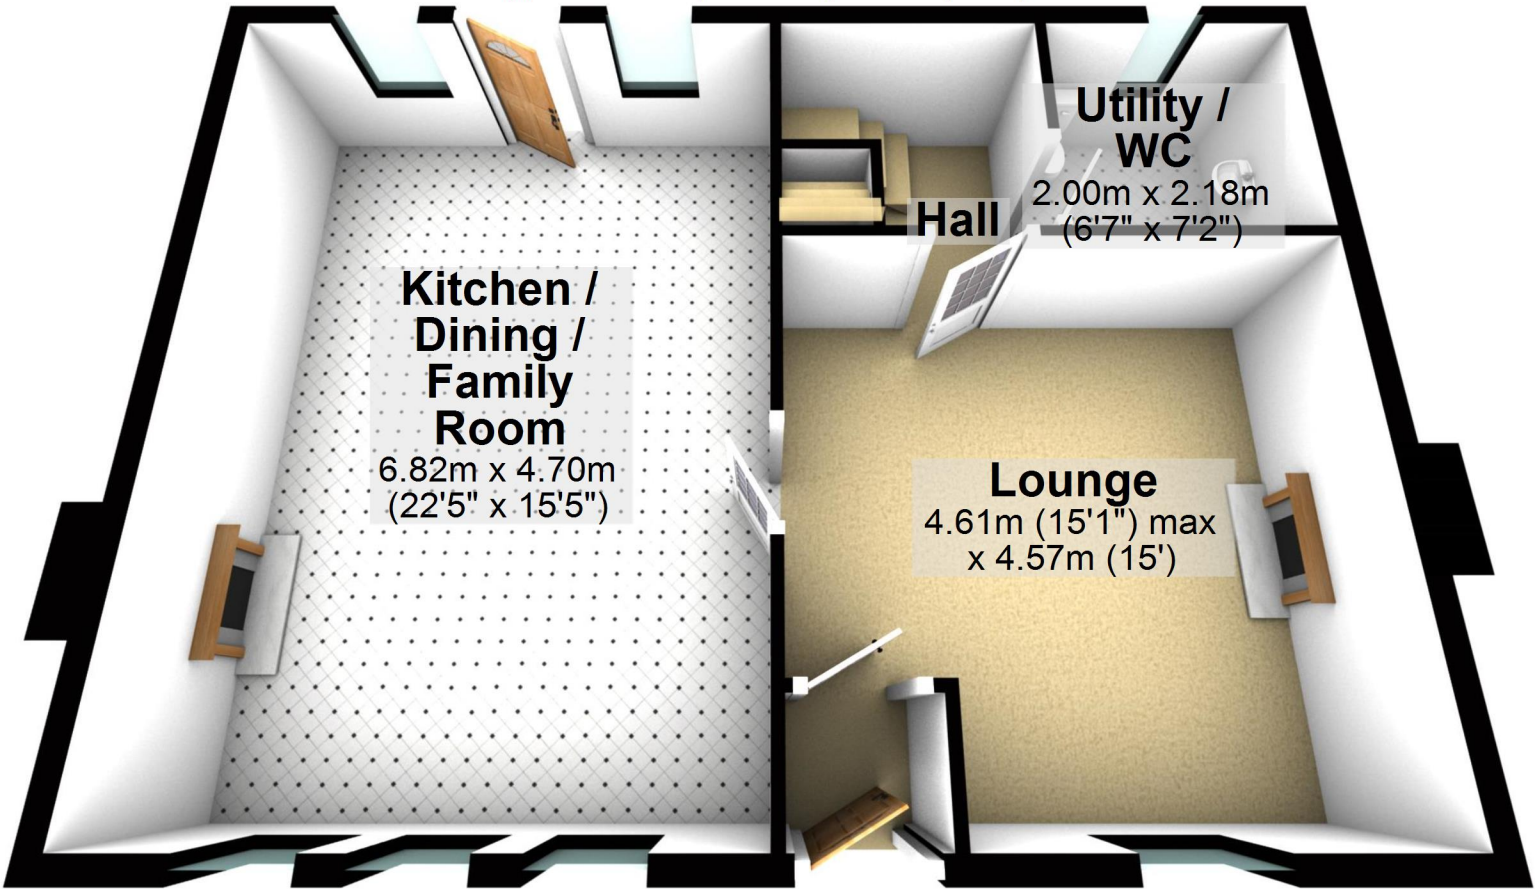 Kitchen /
Dining /
Family
Room
6.82m x 4.70m
(22'5" x 15'5")
Hall
Utility /
WC
2.00m x 2.18m
(6'7" x 7'2")
Lounge
4.61m (15'1") max
x 4.57m (15')